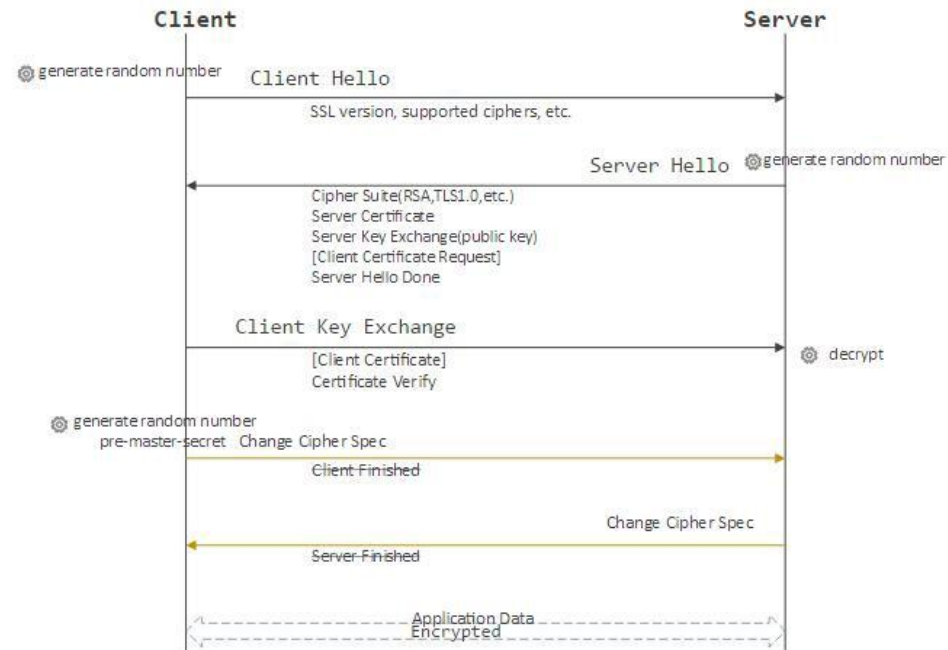 Client
Server
generate random number
Client Hello
SSL version, supported ciphers, etc.
Server Hello
generate random number
Cipher Suite(RSA,TLS1.0,etc.)
Server Certificate
Server Key Exchange(public key)
[Client Certificate Request]
Server Hello Done
Client Key Exchange
[Client Certificate]
Certificate Verify
decrypt
generate random number
pre-master-secret
Change Cipher Spec
Client Finished
Change Cipher Spec
Server Finished
Application Data
Encrypted